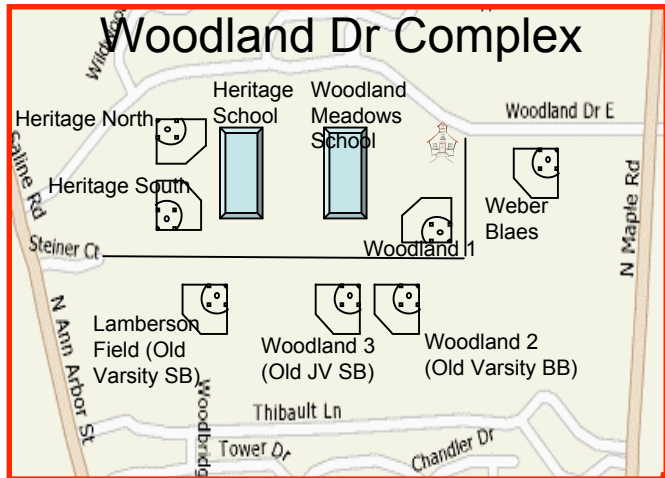 Woodland Dr Complex
Heritage
School
Woodland
Meadows
School
Heritage North
Woodland Dr E
Heritage South
Saline Rd
Weber
Blaes
N Maple Rd
Steiner Ct
Woodland 1
N Ann Arbor St
Lamberson
Field (Old
Varsity SB)
Woodland 3
(Old JV SB)
Woodland 2
(Old Varsity BB)
Thibault Ln
Tower Dr
Chandler Dr